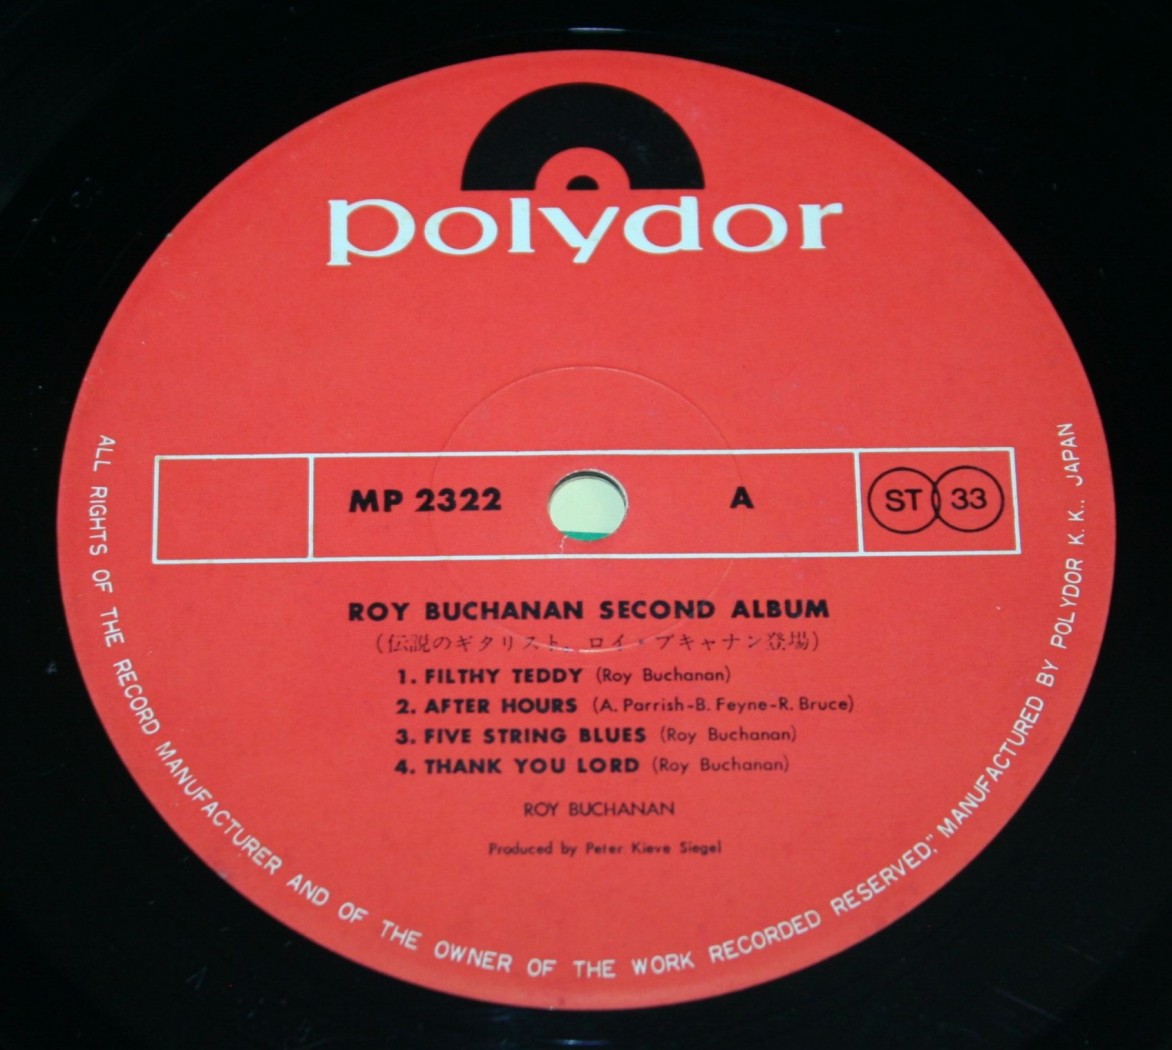 polydor
MP 2322 A ST 33
ROY BUCHANAN SECOND ALBUM
(伝説のギタリスト。ロイ・ブキャナン登場)
1. FILTHY TEDDY (Roy Buchanan)
2. AFTER HOURS (A. Parrish-B. Feyne-R. Bruce)
3. FIVE STRING BLUES (Roy Buchanan)
4. THANK YOU LORD (Roy Buchanan)
ROY BUCHANAN
Produced by Peter Kieve Siegel
ALL RIGHTS OF THE RECORD MANUFACTURER AND OF THE OWNER OF THE WORK RECORDED RESERVED," MANUFACTURED BY POLYDOR K.K., JAPAN